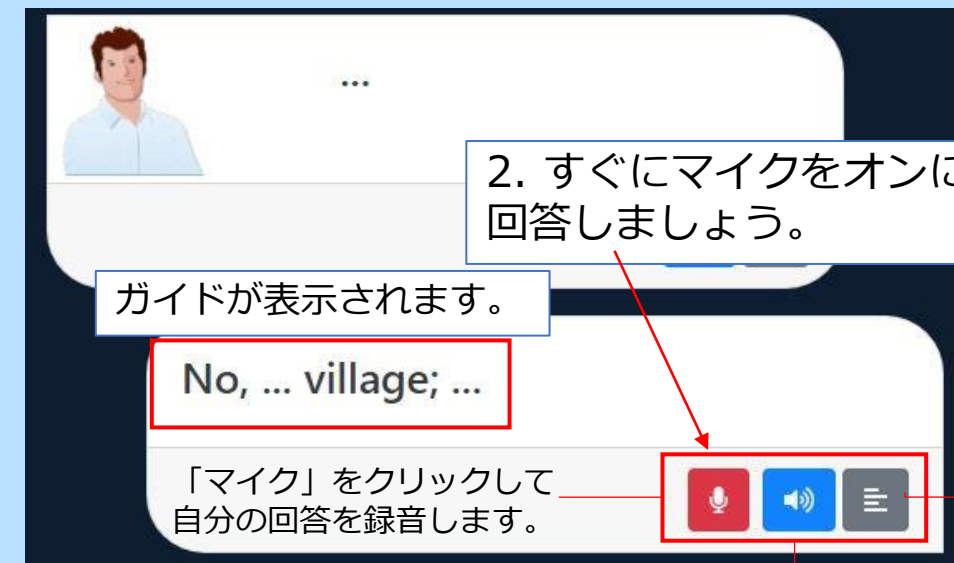 ...
2. すぐにマイクをオンに
回答しましょう。
ガイドが表示されます。
No, ... village; ...
「マイク」をクリックして
自分の回答を録音します。